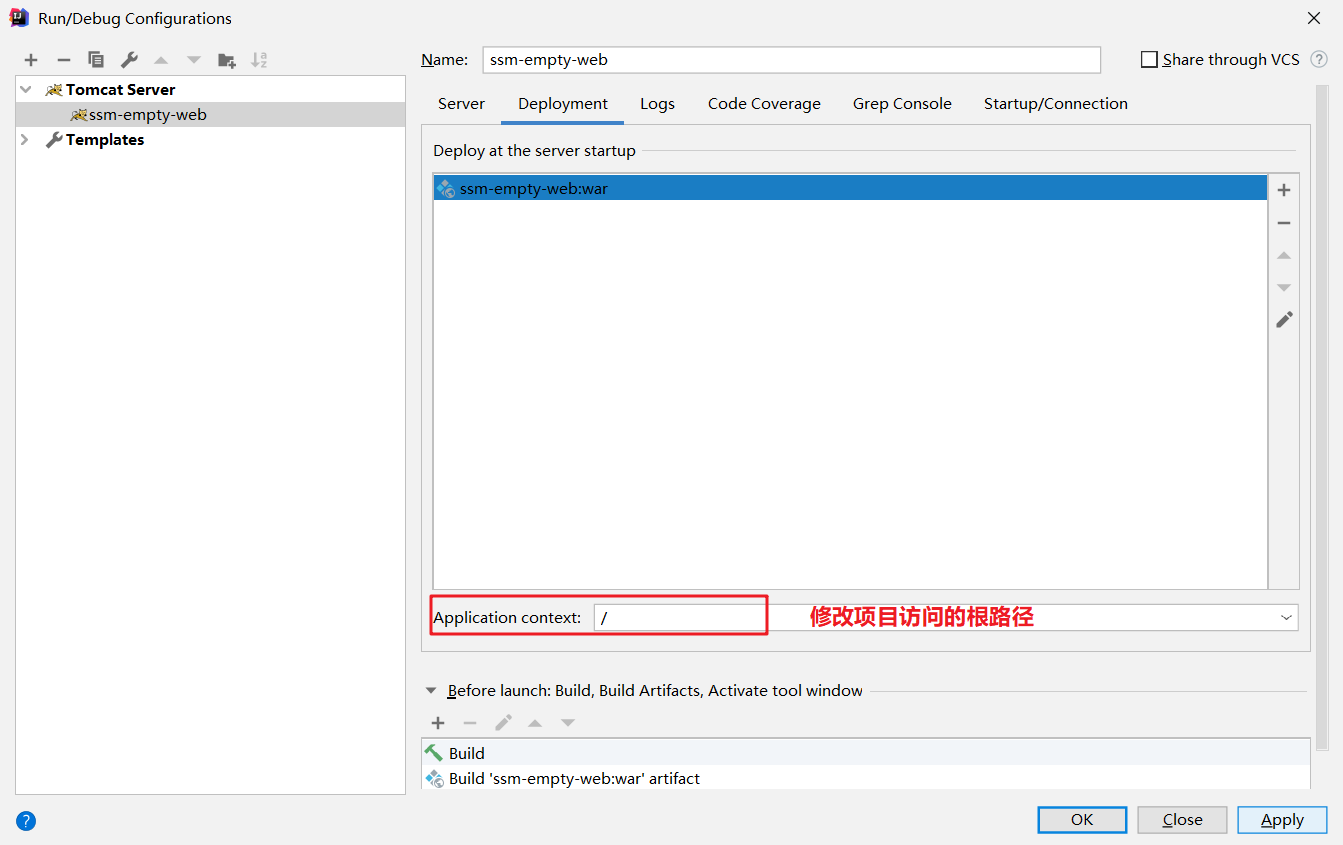 Run/Debug Configurations
Name: ssm-empty-web
Share through VCS
Tomcat Server
ssm-empty-web
Templates
Server Deployment Logs Code Coverage Grep Console Startup/Connection
Deploy at the server startup
ssm-empty-web:war
Application context: / 修改项目访问的根路径
Before launch: Build, Build Artifacts, Activate tool window
Build
Build 'ssm-empty-web:war' artifact
OK Close Apply